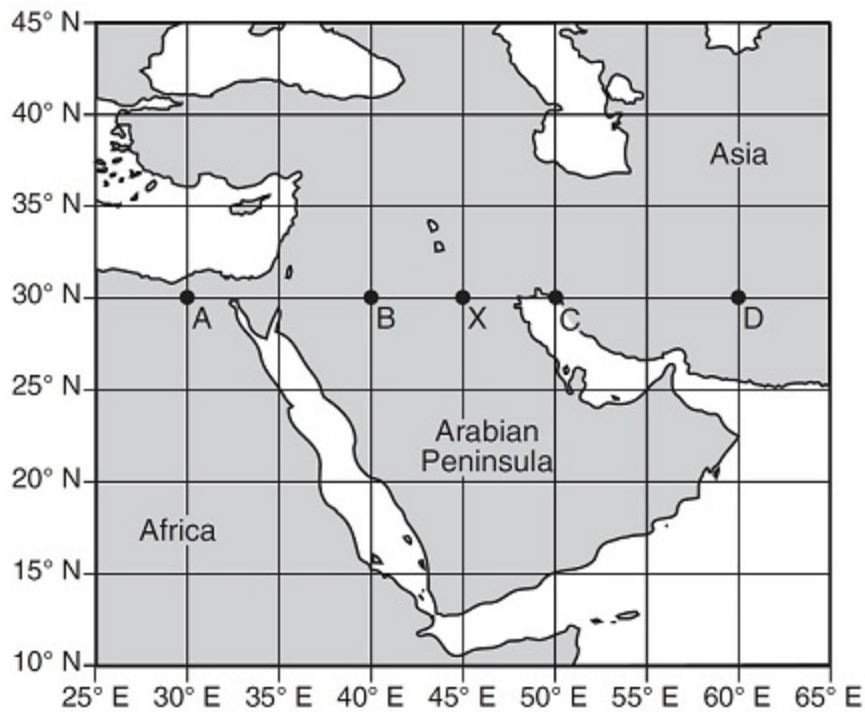 45° N
40° N
Asia
35° N
30° N
A
B
X
C
D
25° N
Arabian
Peninsula
20° N
Africa
15° N
10° N
25° E 30° E 35° E 40° E 45° E 50° E 55° E 60° E 65° E